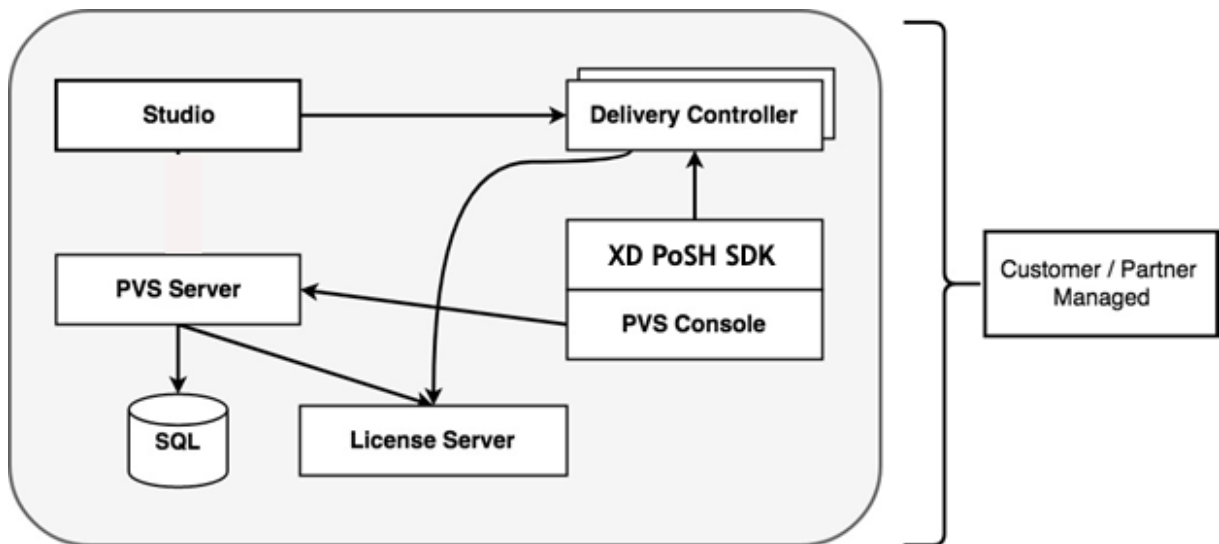 Studio
Delivery Controller
XD PoSH SDK
PVS Server
PVS Console
Customer / Partner
Managed
SQL
License Server